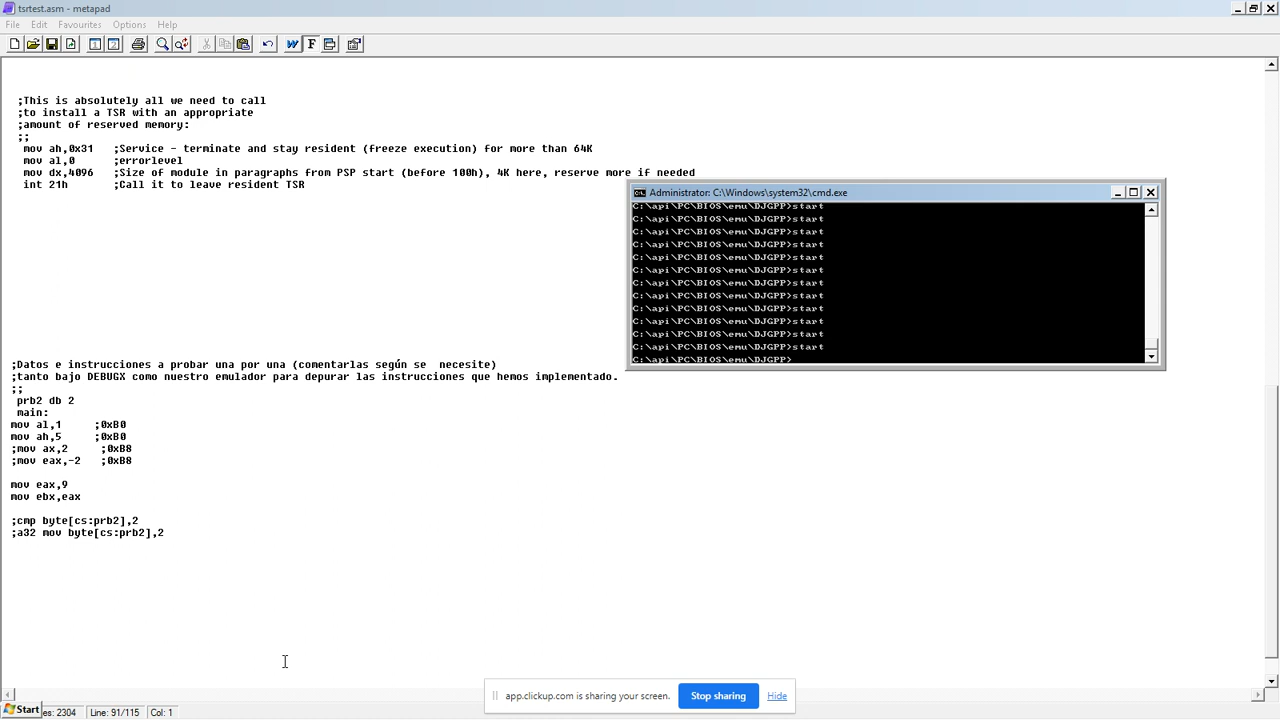 tsrtest.asm - metapad
File Edit Favourites Options Help
;This is absolutely all we need to call
;to install a TSR with an appropriate
;amount of reserved memory:
;;
mov ah,0x31 ;Service - terminate and stay resident (freeze execution) for more than 64K
mov al,0 ;errorlevel
mov dx,4096 ;Size of module in paragraphs from PSP start (before 100h), 4K here, reserve more if needed
int 21h ;Call it to leave resident TSR
Administrator: C:\Windows\system32\cmd.exe
C:\api\PC\BIOS\emu\DJGPP>start
C:\api\PC\BIOS\emu\DJGPP>start
C:\api\PC\BIOS\emu\DJGPP>start
C:\api\PC\BIOS\emu\DJGPP>start
C:\api\PC\BIOS\emu\DJGPP>start
C:\api\PC\BIOS\emu\DJGPP>start
C:\api\PC\BIOS\emu\DJGPP>start
C:\api\PC\BIOS\emu\DJGPP>start
C:\api\PC\BIOS\emu\DJGPP>start
C:\api\PC\BIOS\emu\DJGPP>start
C:\api\PC\BIOS\emu\DJGPP>start
C:\api\PC\BIOS\emu\DJGPP>start
C:\api\PC\BIOS\emu\DJGPP>
;Datos e instrucciones a probar una por una (comentarlas según se necesite)
;tanto bajo DEBUGX como nuestro emulador para depurar las instrucciones que hemos implementado.
;;
prb2 db 2
main:
mov al,1 ;0xB0
mov ah,5 ;0xB0
;mov ax,2 ;0xB8
;mov eax,-2 ;0xB8
mov eax,9
mov ebx,eax
;cmp byte[cs:prb2],2
;a32 mov byte[cs:prb2],2
app.clickup.com is sharing your screen. Stop sharing Hide
Start es: 2304 Line: 91/115 Col: 1